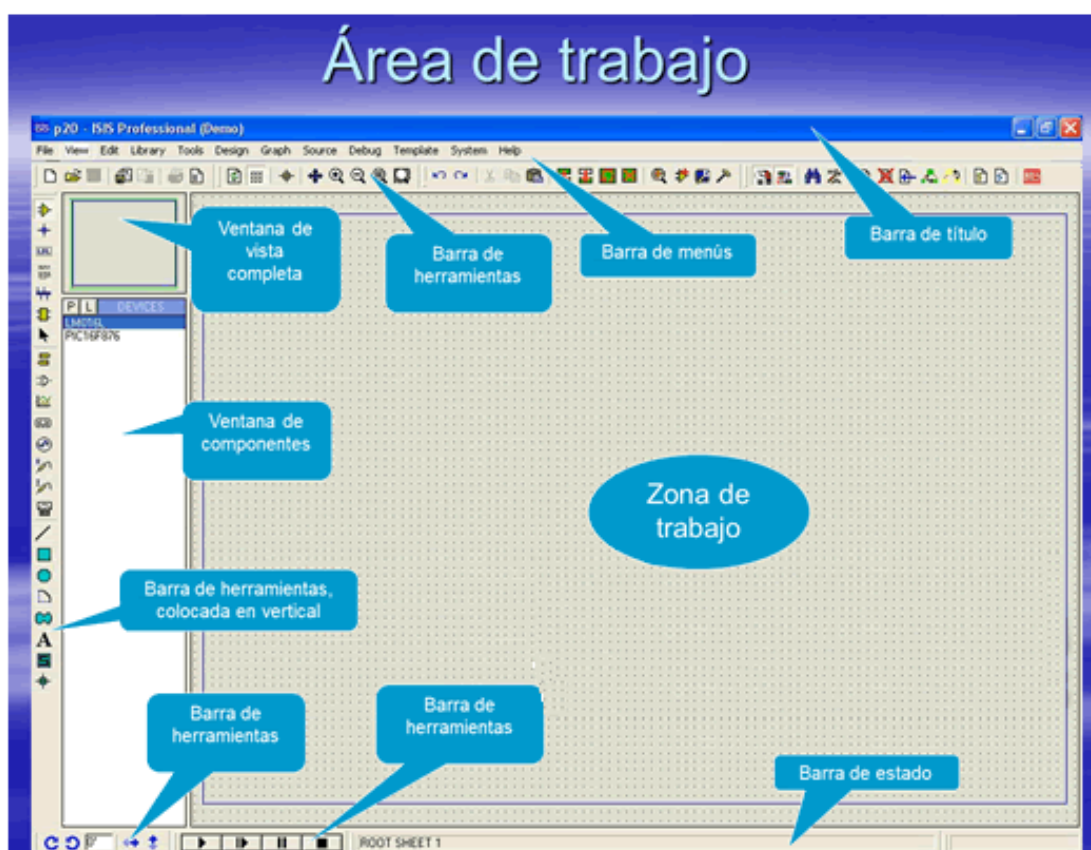 Área de trabajo
p20 - ISIS Professional (Demo)
File View Edit Library Tools Design Graph Source Debug Template System Help
Ventana de
vista
completa
Barra de
herramientas
Barra de menús
Barra de título
P L DEVICES
LM016L
PIC16F876
Ventana de
componentes
Zona de
trabajo
Barra de herramientas,
colocada en vertical
A
Barra de
herramientas
Barra de
herramientas
Barra de estado
ROOT SHEET 1